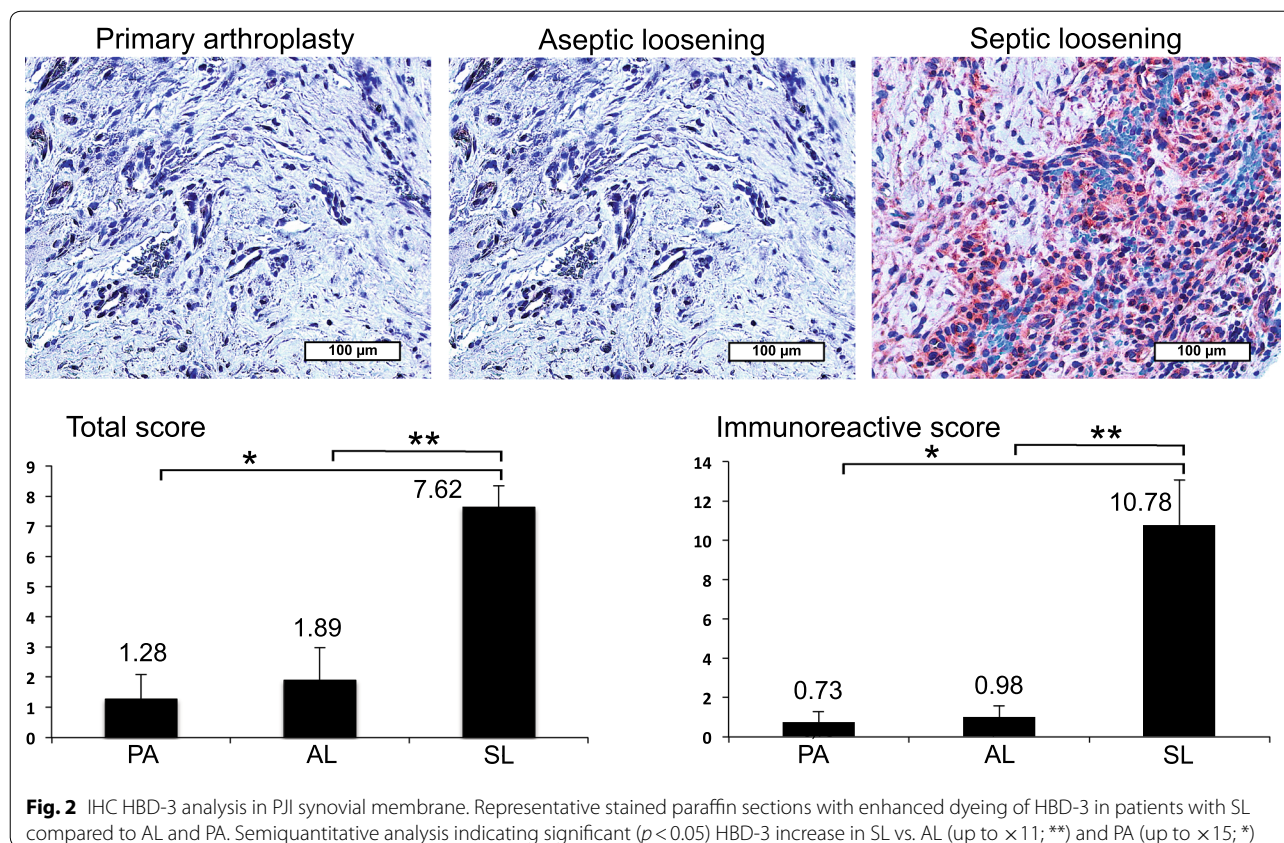 Primary arthroplasty
Aseptic loosening
Septic loosening
100 µm
100 µm
100 µm
Total score
9
8
7
6
5
4
3
2
1
0
*
**
1.28
1.89
7.62
PA
AL
SL
Immunoreactive score
14
12
10
8
6
4
2
0
*
**
0.73
0.98
10.78
PA
AL
SL
Fig. 2 IHC HBD-3 analysis in PJI synovial membrane. Representative stained paraffin sections with enhanced dyeing of HBD-3 in patients with SL
compared to AL and PA. Semiquantitative analysis indicating significant (p < 0.05) HBD-3 increase in SL vs. AL (up to ×11; **) and PA (up to ×15; *)